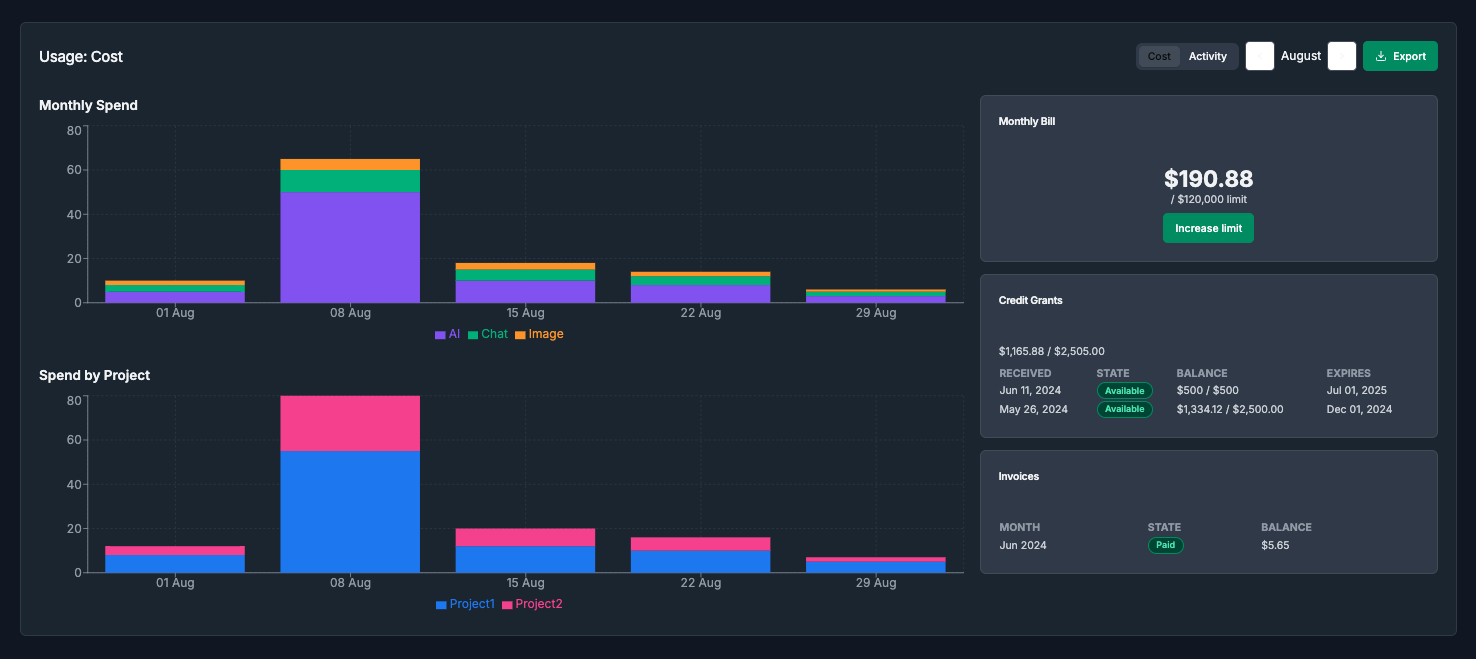 Usage: Cost
Cost Activity August Export
Monthly Spend
80
60
40
20
0
01 Aug 08 Aug 15 Aug 22 Aug 29 Aug
AI Chat Image
Spend by Project
80
60
40
20
0
01 Aug 08 Aug 15 Aug 22 Aug 29 Aug
Project1 Project2
Monthly Bill
$190.88
/ $120,000 limit
Increase limit
Credit Grants
$1,165.88 / $2,505.00
RECEIVED STATE BALANCE EXPIRES
Jun 11, 2024 Available $500 / $500 Jul 01, 2025
May 26, 2024 Available $1,334.12 / $2,500.00 Dec 01, 2024
Invoices
MONTH STATE BALANCE
Jun 2024 Paid $5.65